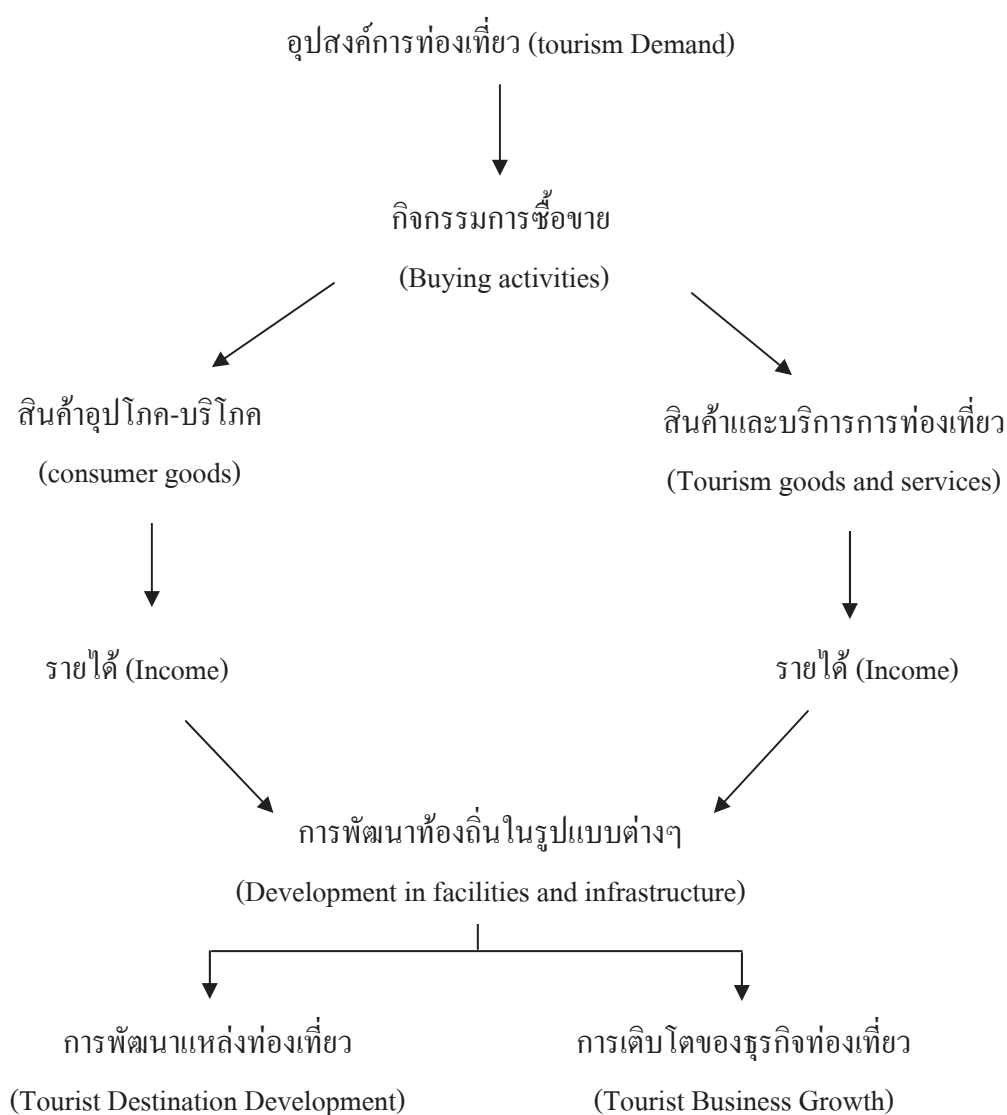 อุปสงค์การท่องเที่ยว (tourism Demand)
กิจกรรมการซื้อขาย
(Buying activities)
สินค้าอุปโภค-บริโภค
(consumer goods)
สินค้าและบริการการท่องเที่ยว
(Tourism goods and services)
รายได้ (Income)
รายได้ (Income)
การพัฒนาท้องถิ่นในรูปแบบต่างๆ
(Development in facilities and infrastructure)
การพัฒนาแหล่งท่องเที่ยว
(Tourist Destination Development)
การเติบโตของธุรกิจท่องเที่ยว
(Tourist Business Growth)